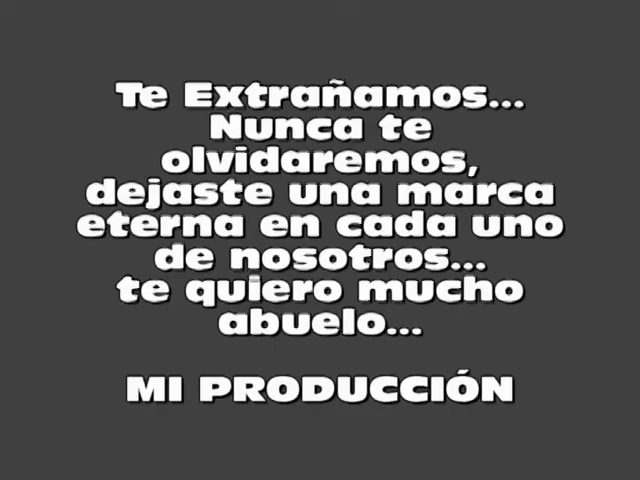 Te Extrañamos...
Nunca te
olvidaremos,
dejaste una marca
eterna en cada uno
de nosotros...
te quiero mucho
abuelo...
MI PRODUCCIÓN